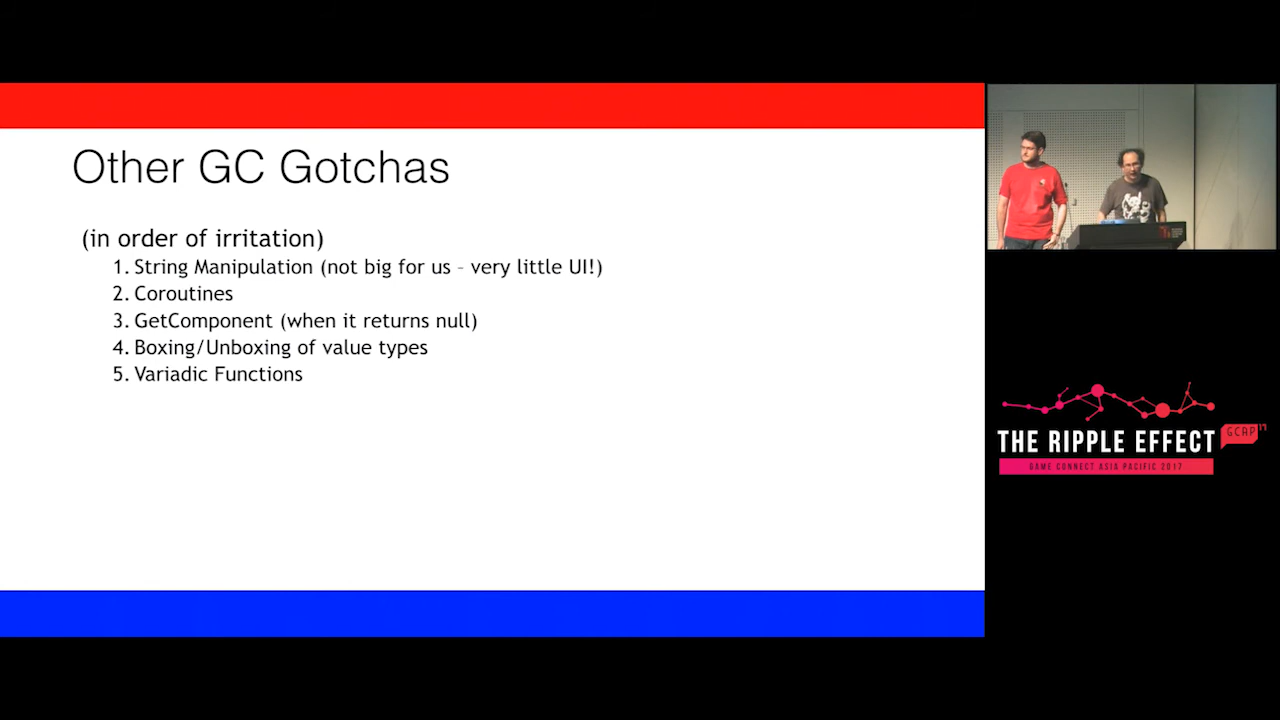 Other GC Gotchas
(in order of irritation)
1. String Manipulation (not big for us – very little UI!)
2. Coroutines
3. GetComponent (when it returns null)
4. Boxing/Unboxing of value types
5. Variadic Functions
THE RIPPLE EFFECT
GCAP 17
GAME CONNECT ASIA PACIFIC 2017